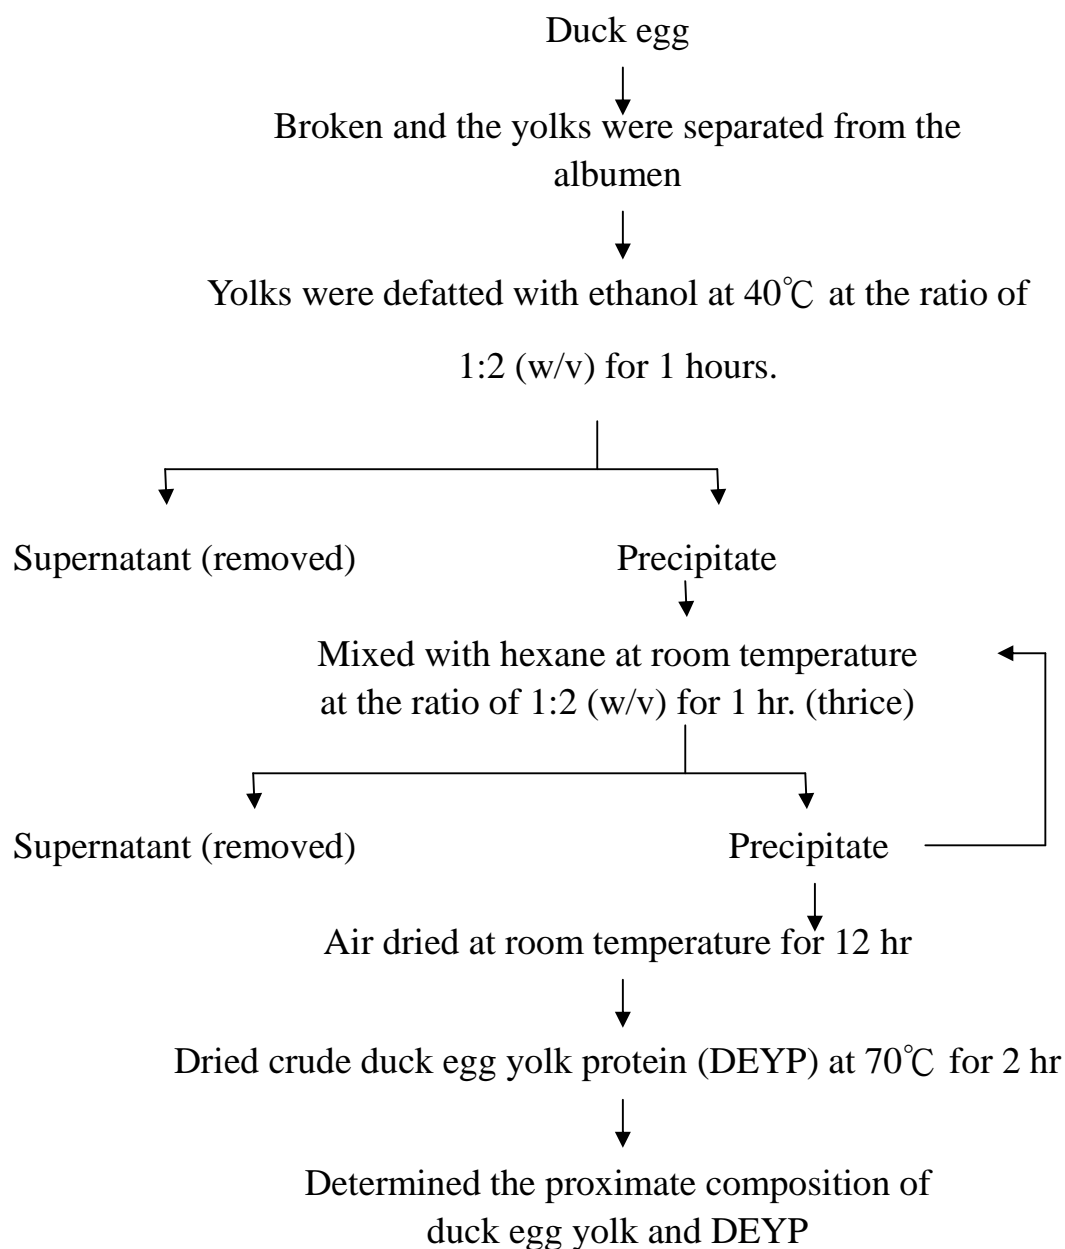 Duck egg
Broken and the yolks were separated from the
albumen
Yolks were defatted with ethanol at 40℃ at the ratio of
1:2 (w/v) for 1 hours.
Supernatant (removed)
Precipitate
Mixed with hexane at room temperature
at the ratio of 1:2 (w/v) for 1 hr. (thrice)
Supernatant (removed)
Precipitate
Air dried at room temperature for 12 hr
Dried crude duck egg yolk protein (DEYP) at 70℃ for 2 hr
Determined the proximate composition of
duck egg yolk and DEYP